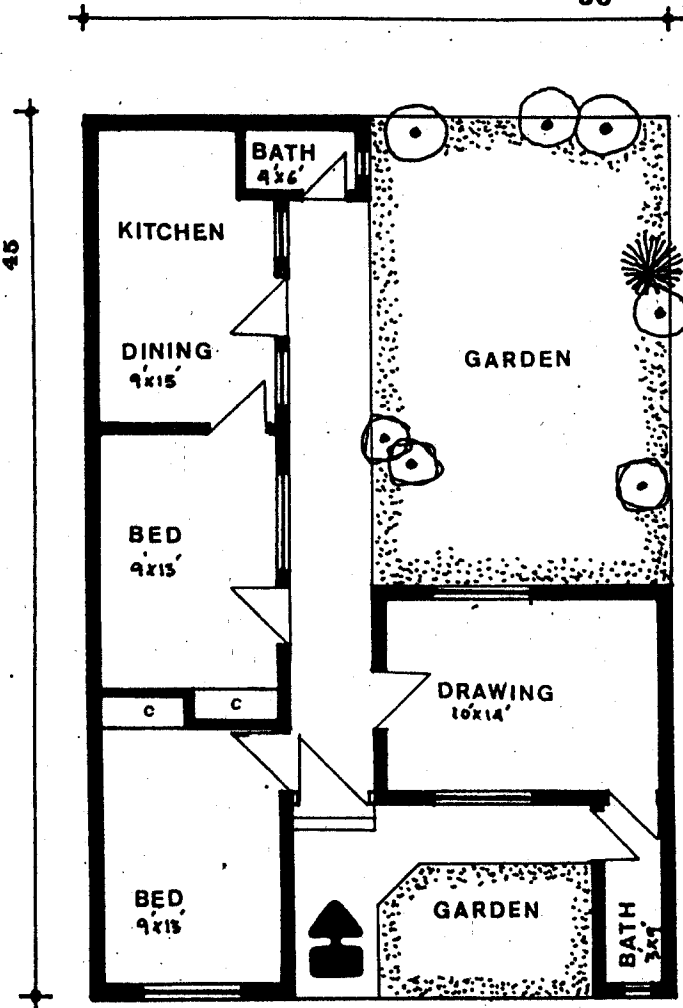 45
BATH
4'X6'
KITCHEN
DINING
9'X15'
GARDEN
BED
9'X13'
C
C
DRAWING
10'X14'
BED
9'X13'
GARDEN
BATH
3'X9'